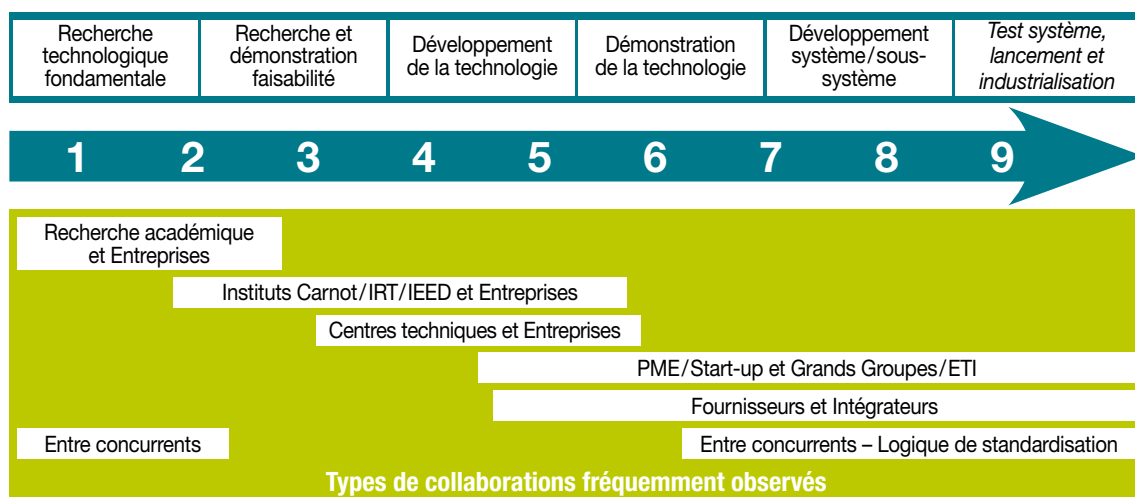 Recherche
technologique
fondamentale
Recherche et
démonstration
faisabilité
Développement
de la technologie
Démonstration
de la technologie
Développement
système/sous-
système
Test système,
lancement et
industrialisation
1 2 3 4 5 6 7 8 9
Recherche académique
et Entreprises
Instituts Carnot/IRT/IEED et Entreprises
Centres techniques et Entreprises
PME/Start-up et Grands Groupes/ETI
Fournisseurs et Intégrateurs
Entre concurrents
Entre concurrents – Logique de standardisation
Types de collaborations fréquemment observés